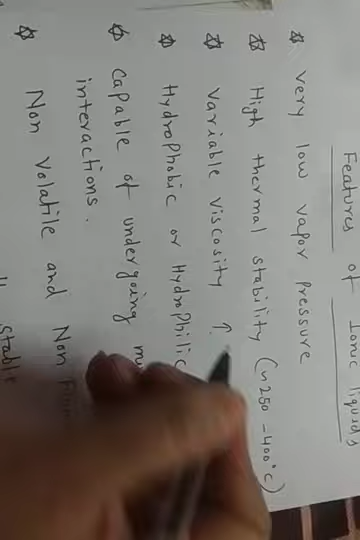 Features of Ionic liquids
☆ Very low vapor pressure
☆ High thermal stability (~250 - 400°C)
☆ Variable viscosity ↑
☆ Hydrophobic or Hydrophilic
☆ Capable of undergoing
interactions.
☆ Non volatile and Non
Stable